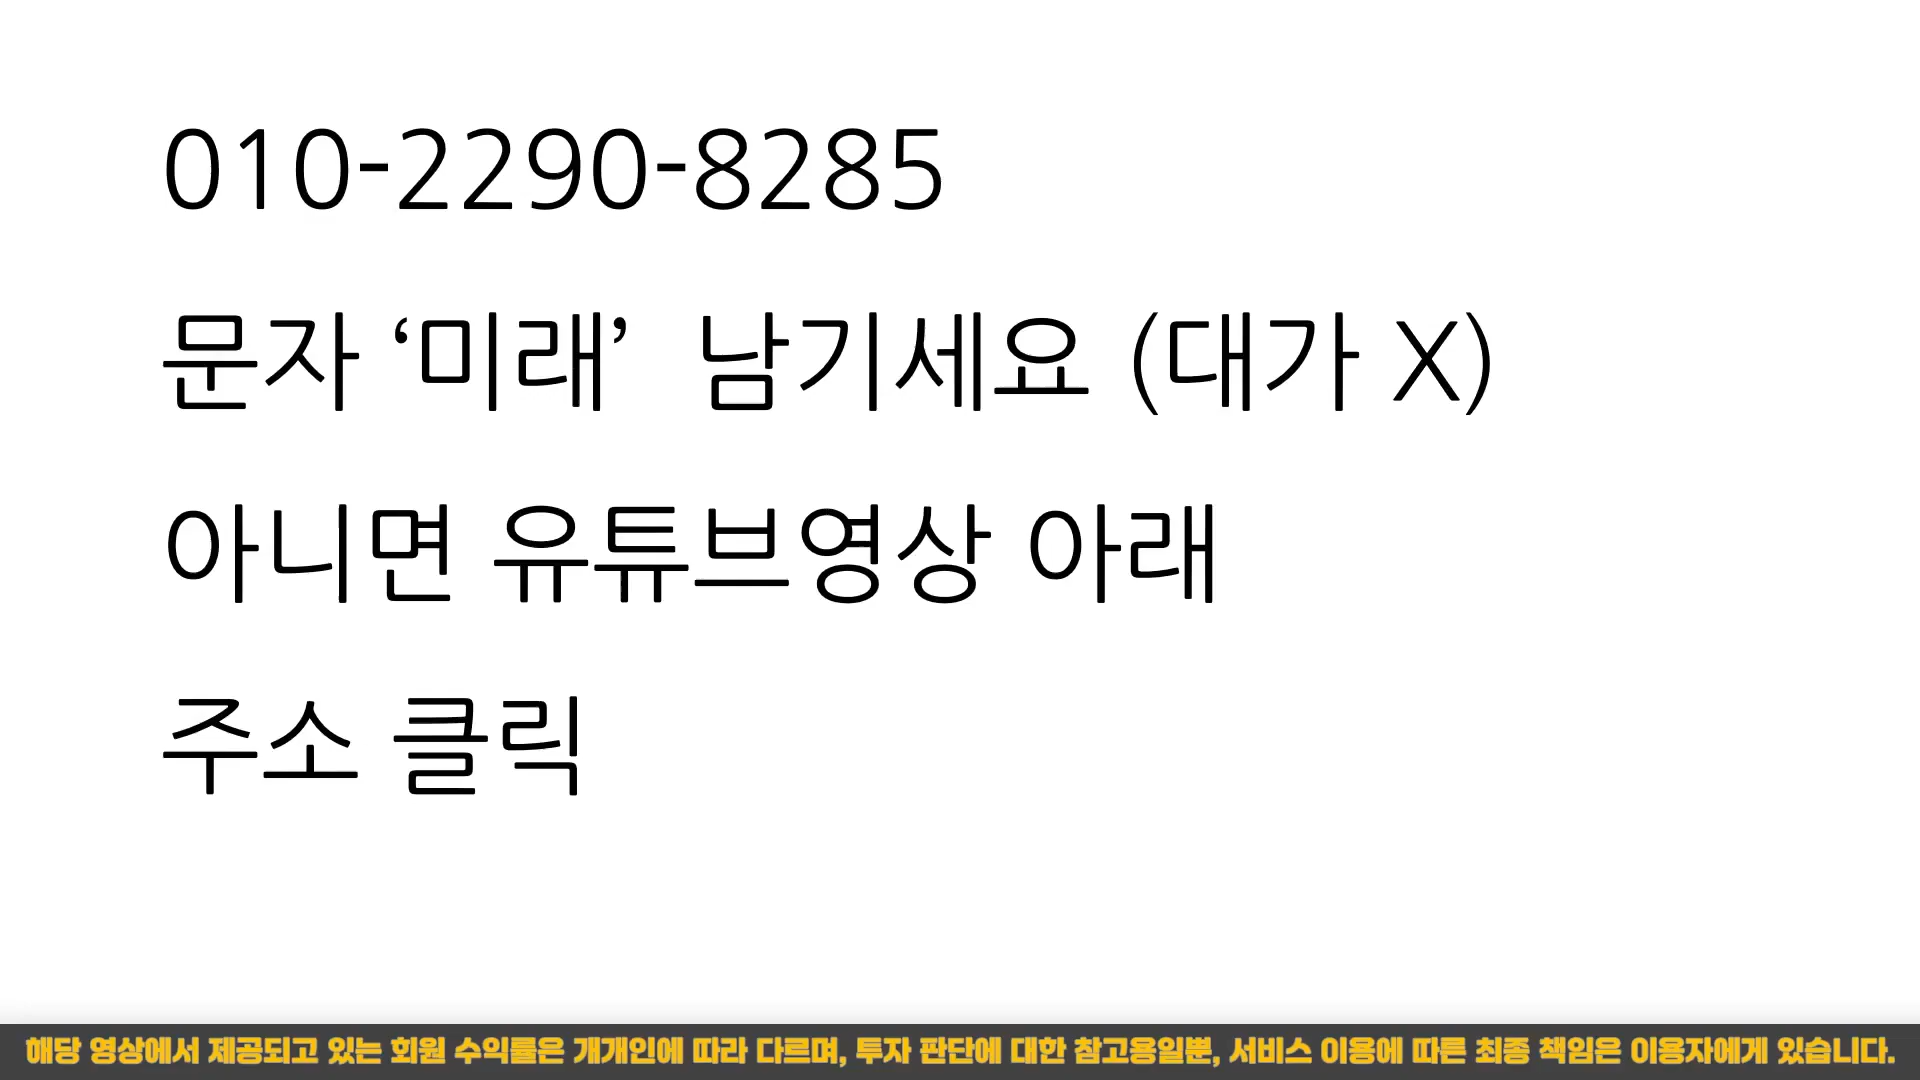 010-2290-8285
문자 ‘미래’ 남기세요 (대가 X)
아니면 유튜브영상 아래
주소 클릭
해당 영상에서 제공되고 있는 회원 수익률은 개개인에 따라 다르며, 투자 판단에 대한 참고용일뿐, 서비스 이용에 따른 최종 책임은 이용자에게 있습니다.